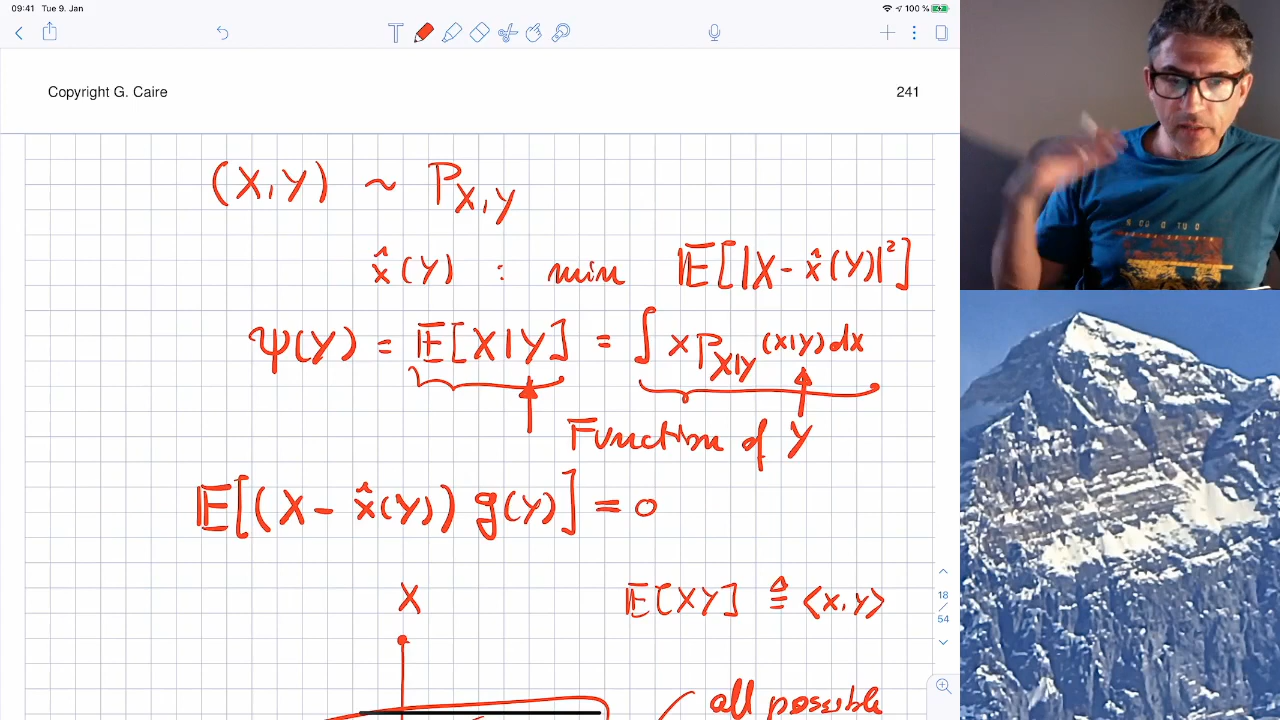 09:41 Tue 9. Jan
100 %
Copyright G. Caire
241
(X,Y) ~ P_{X,Y}
x̂(Y) : min 𝔼[|X - x̂(Y)|²]
Ψ(Y) = 𝔼[X|Y] = ∫ x P_{X|Y}(x|Y) dx
Function of Y
𝔼[(X - x̂(Y)) g(Y)] = 0
X
𝔼[XY] ≜ <X,Y>
18
/
54
all possible